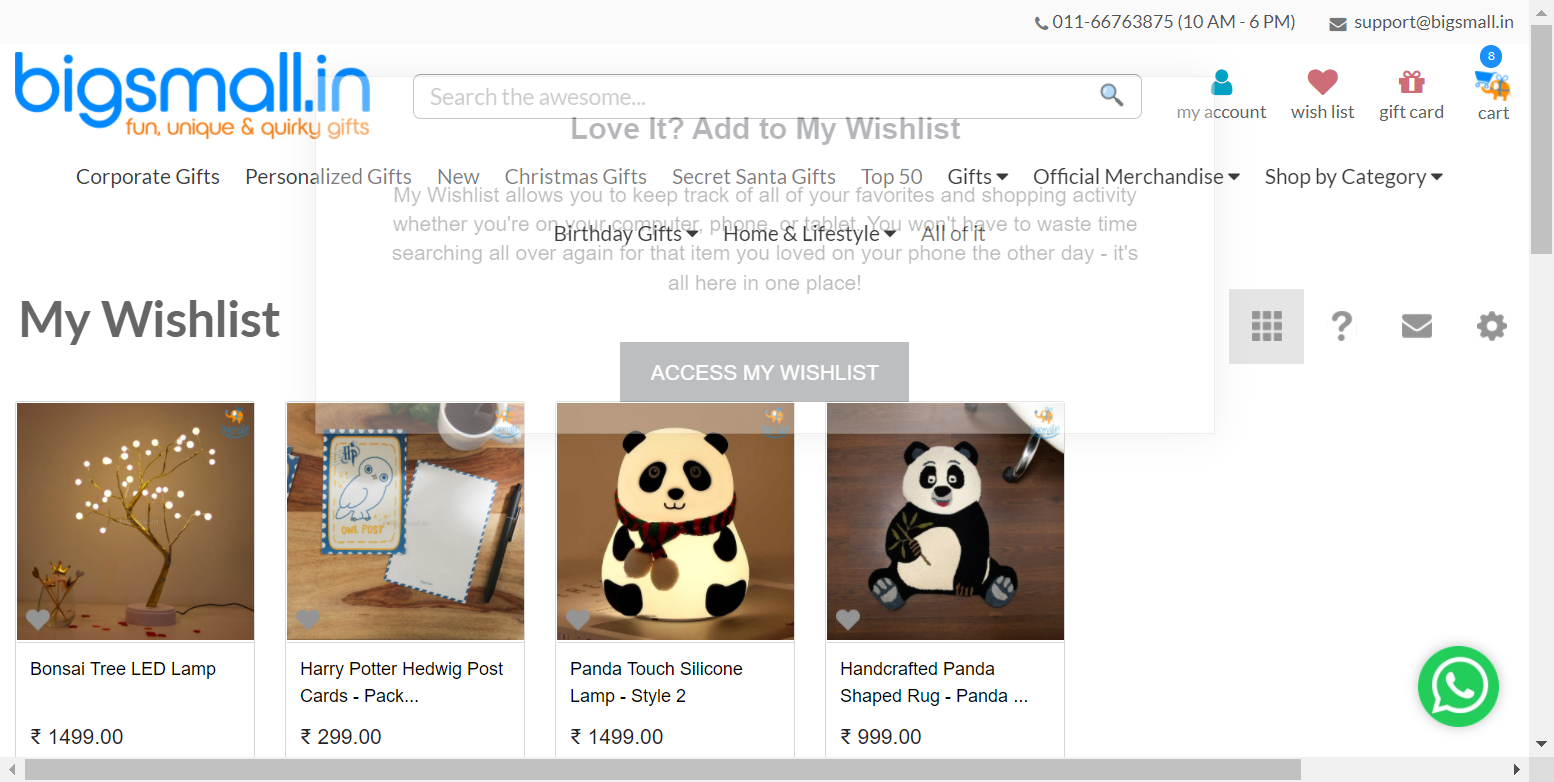 011-66763875 (10 AM - 6 PM) support@bigsmall.in
bigsmall.in
fun, unique & quirky gifts
Search the awesome...
8
my account wish list gift card cart
Love It? Add to My Wishlist
Corporate Gifts Personalized Gifts New Christmas Gifts Secret Santa Gifts Top 50 Gifts Official Merchandise Shop by Category
My Wishlist allows you to keep track of all of your favorites and shopping activity
whether you're on your computer, phone, or tablet. You won't have to waste time
Birthday Gifts Home & Lifestyle All of it
searching all over again for that item you loved on your phone the other day - it's
all here in one place!
My Wishlist
?
ACCESS MY WISHLIST
HP
OWL POST
Bonsai Tree LED Lamp
₹ 1499.00
Harry Potter Hedwig Post
Cards - Pack...
₹ 299.00
Panda Touch Silicone
Lamp - Style 2
₹ 1499.00
Handcrafted Panda
Shaped Rug - Panda ...
₹ 999.00